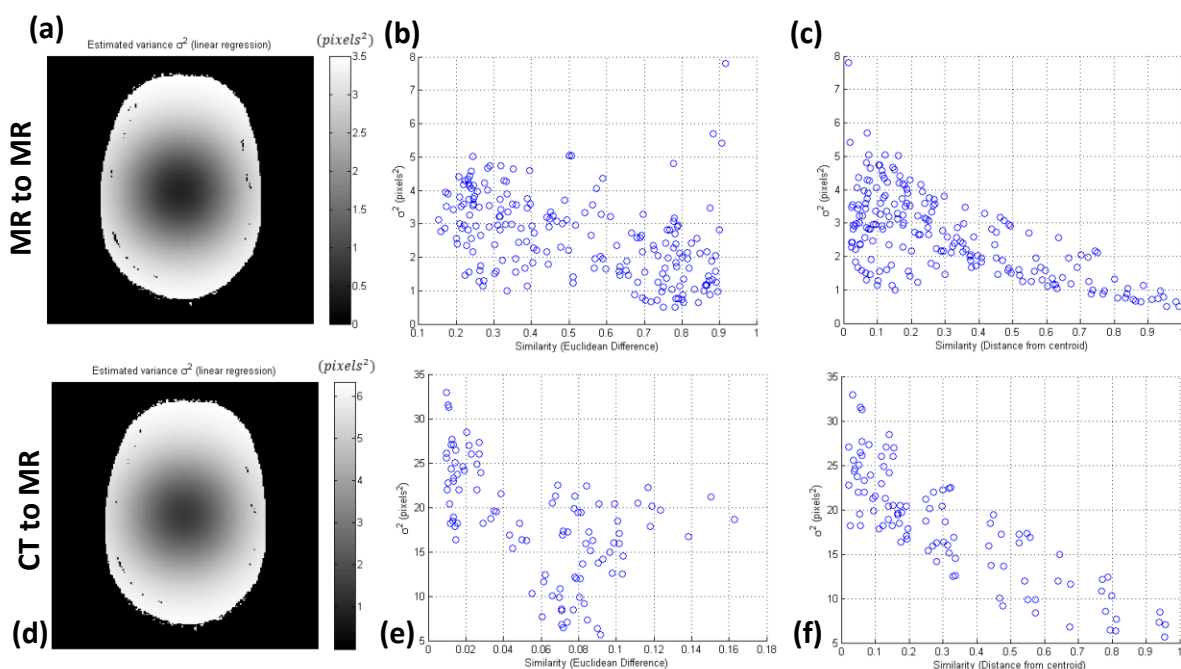 (a)
Estimated variance σ² (linear regression)
(pixels²)
3.5
3
2.5
2
1.5
1
0.5
0
MR to MR
(b)
8
7
6
5
4
3
2
1
0
σ² (pixels²)
0.1 0.2 0.3 0.4 0.5 0.6 0.7 0.8 0.9 1
Similarity (Euclidean Difference)
(c)
8
7
6
5
4
3
2
1
0
σ² (pixels²)
0 0.1 0.2 0.3 0.4 0.5 0.6 0.7 0.8 0.9 1
Similarity (Distance from centroid)
Estimated variance σ² (linear regression)
(pixels²)
6
5
4
3
2
1
CT to MR
(d)
35
30
25
20
15
10
5
σ² (pixels²)
0 0.02 0.04 0.06 0.08 0.1 0.12 0.14 0.16 0.18
Similarity (Euclidean Difference)
(e)
35
30
25
20
15
10
5
σ² (pixels²)
0 0.1 0.2 0.3 0.4 0.5 0.6 0.7 0.8 0.9 1
Similarity (Distance from centroid)
(f)